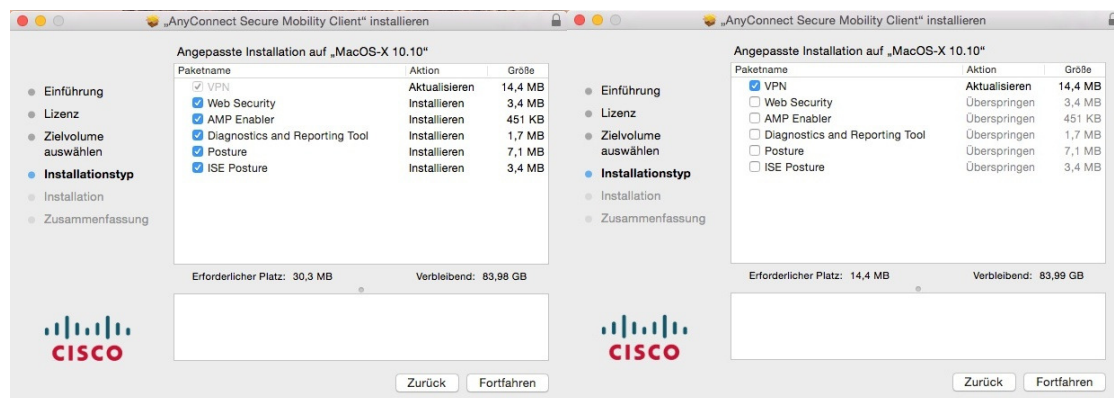 „AnyConnect Secure Mobility Client“ installieren
Angepasste Installation auf „MacOS-X 10.10“
Paketname Aktion Größe
VPN Aktualisieren 14,4 MB
Web Security Installieren 3,4 MB
AMP Enabler Installieren 451 KB
Diagnostics and Reporting Tool Installieren 1,7 MB
Posture Installieren 7,1 MB
ISE Posture Installieren 3,4 MB
Einführung
Lizenz
Zielvolume
auswählen
Installationstyp
Installation
Zusammenfassung
Erforderlicher Platz: 30,3 MB Verbleibend: 83,98 GB
CISCO
Zurück Fortfahren
„AnyConnect Secure Mobility Client“ installieren
Angepasste Installation auf „MacOS-X 10.10“
Paketname Aktion Größe
VPN Aktualisieren 14,4 MB
Web Security Überspringen 3,4 MB
AMP Enabler Überspringen 451 KB
Diagnostics and Reporting Tool Überspringen 1,7 MB
Posture Überspringen 7,1 MB
ISE Posture Überspringen 3,4 MB
Einführung
Lizenz
Zielvolume
auswählen
Installationstyp
Installation
Zusammenfassung
Erforderlicher Platz: 14,4 MB Verbleibend: 83,99 GB
CISCO
Zurück Fortfahren